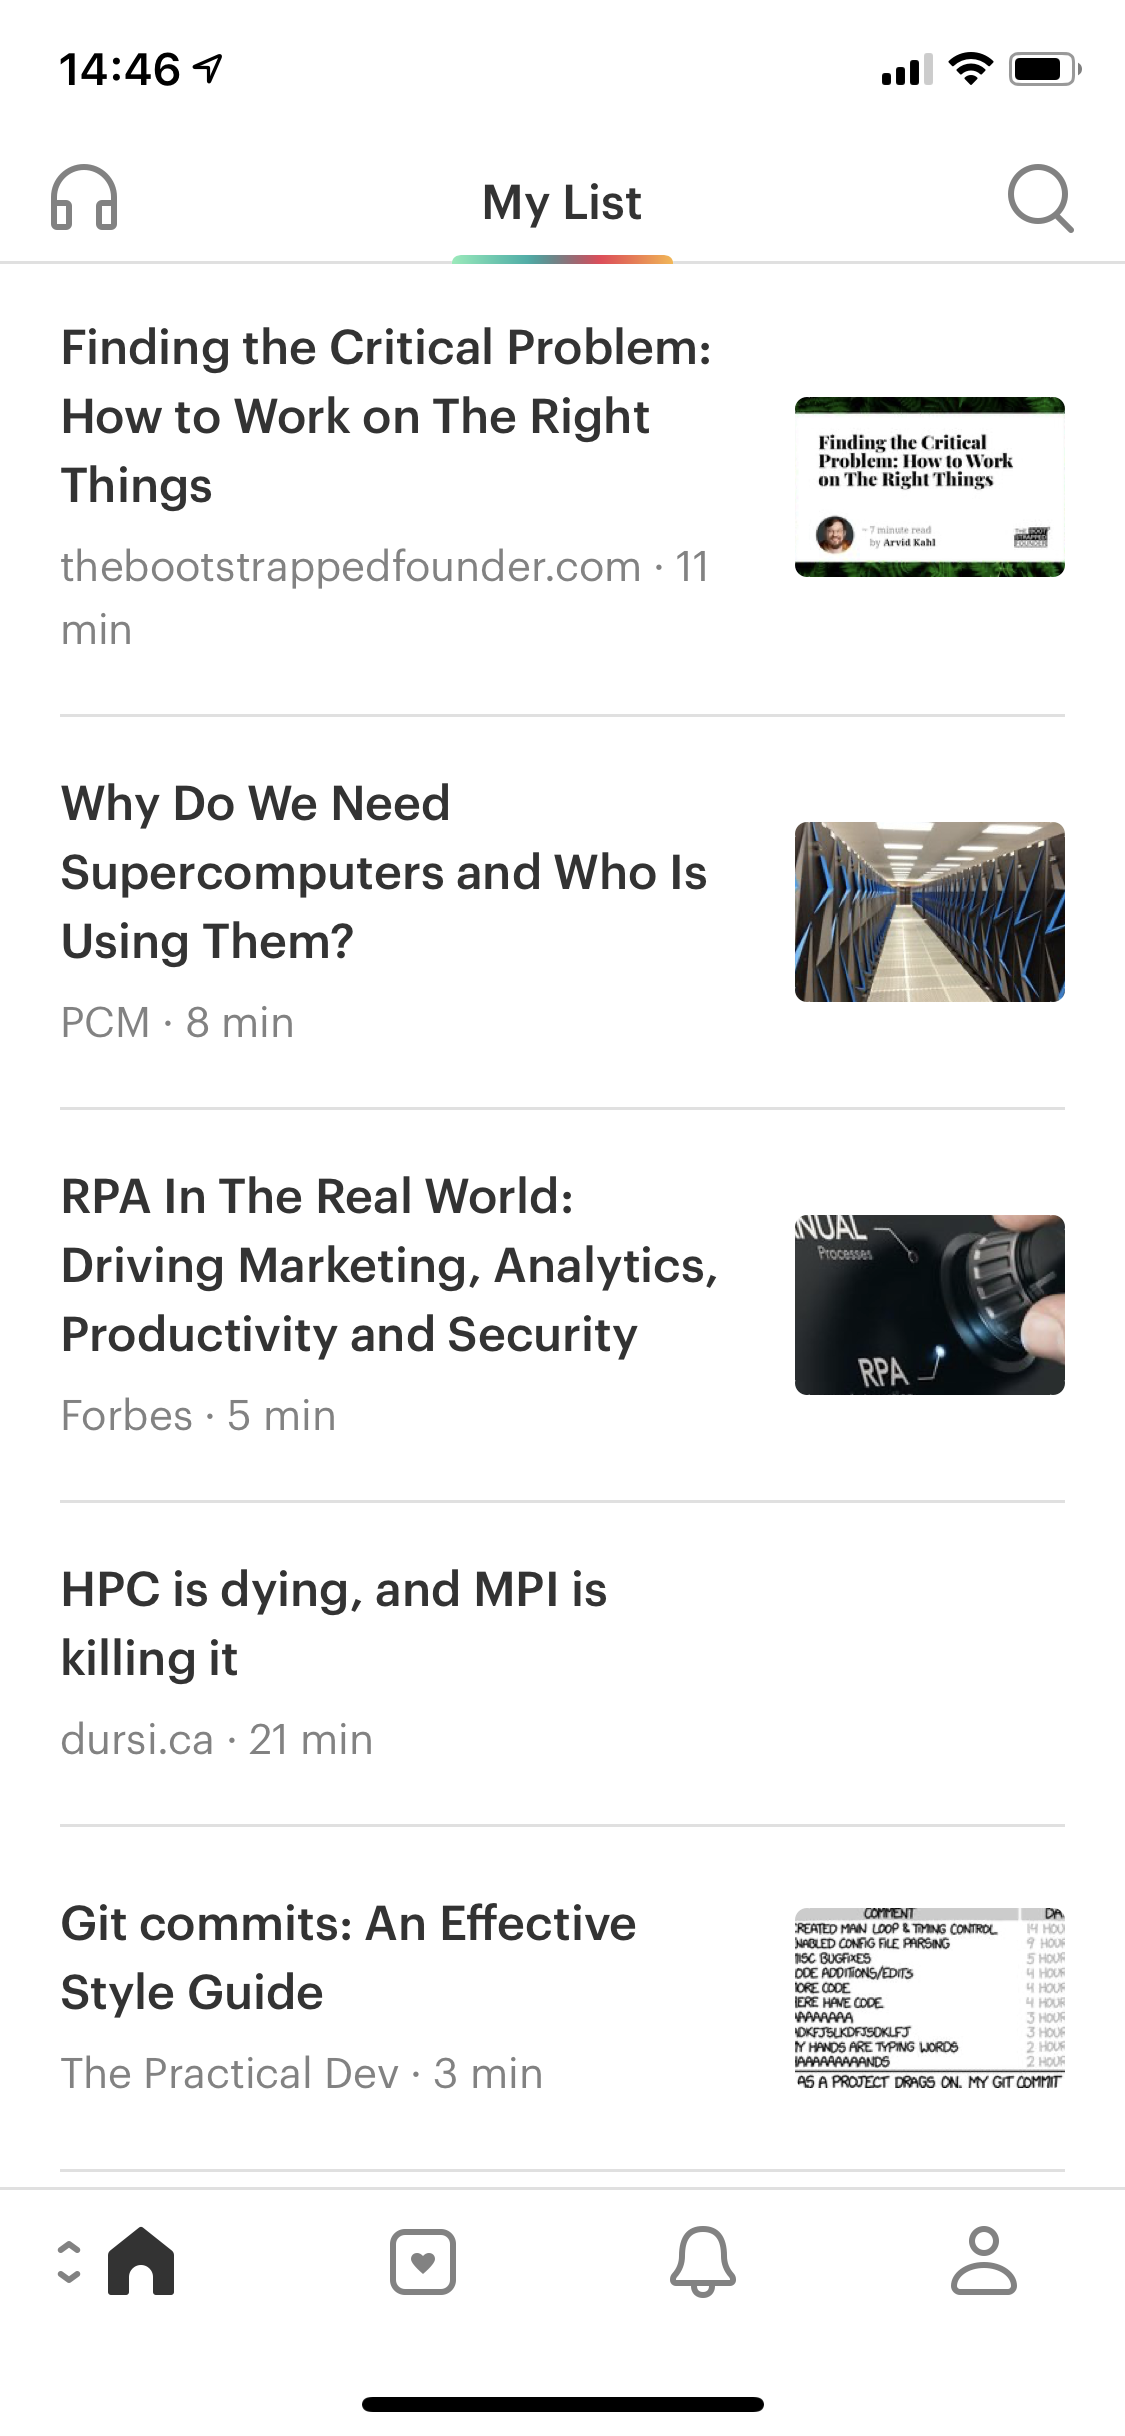 14:46
My List
Finding the Critical Problem:
How to Work on The Right
Things
thebootstrappedfounder.com · 11
min
Finding the Critical
Problem: How to Work
on The Right Things
~ 7 minute read
by Arvid Kahl
THE BOOT
STRAPPED
FOUNDER
Why Do We Need
Supercomputers and Who Is
Using Them?
PCM · 8 min
RPA In The Real World:
Driving Marketing, Analytics,
Productivity and Security
Forbes · 5 min
NUAL
Processes
RPA
HPC is dying, and MPI is
killing it
dursi.ca · 21 min
Git commits: An Effective
Style Guide
The Practical Dev · 3 min
COMMENT DA
REATED MAIN LOOP & TIMING CONTROL 14 HOU
NABLED CONFIG FILE PARSING 9 HOUR
ISC BUGFIXES 5 HOUR
ODE ADDITIONS/EDITS 4 HOUR
ORE CODE 4 HOUR
ERE HAVE CODE 4 HOUR
AAAAAAA 3 HOUR
DKFJSLKDFJSDKLFJ 3 HOUR
Y HANDS ARE TYPING WORDS 2 HOUR
AAAAAAAAANDS 2 HOUR
AS A PROJECT DRAGS ON, MY GIT COMMIT